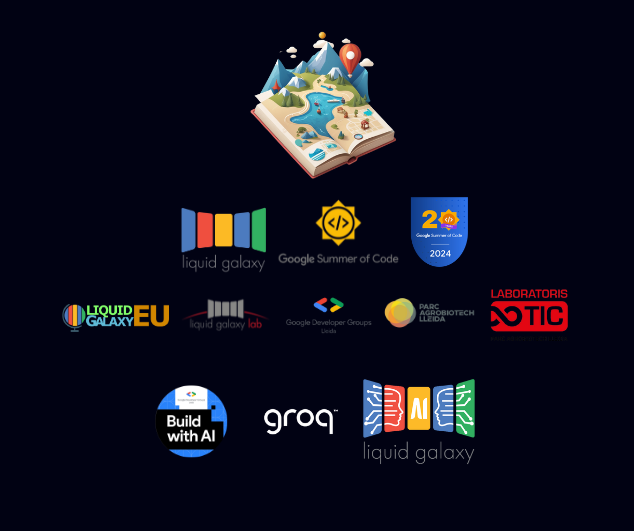 liquid galaxy
Google Summer of Code
20
Google Summer of Code
2024
LIQUID
GALAXY EU
liquid galaxy lab
Google Developer Groups
Lleida
PARC
AGROBIOTECH
LLEIDA
LABORATORIS
TIC
Build
with AI
groq™
AI
liquid galaxy